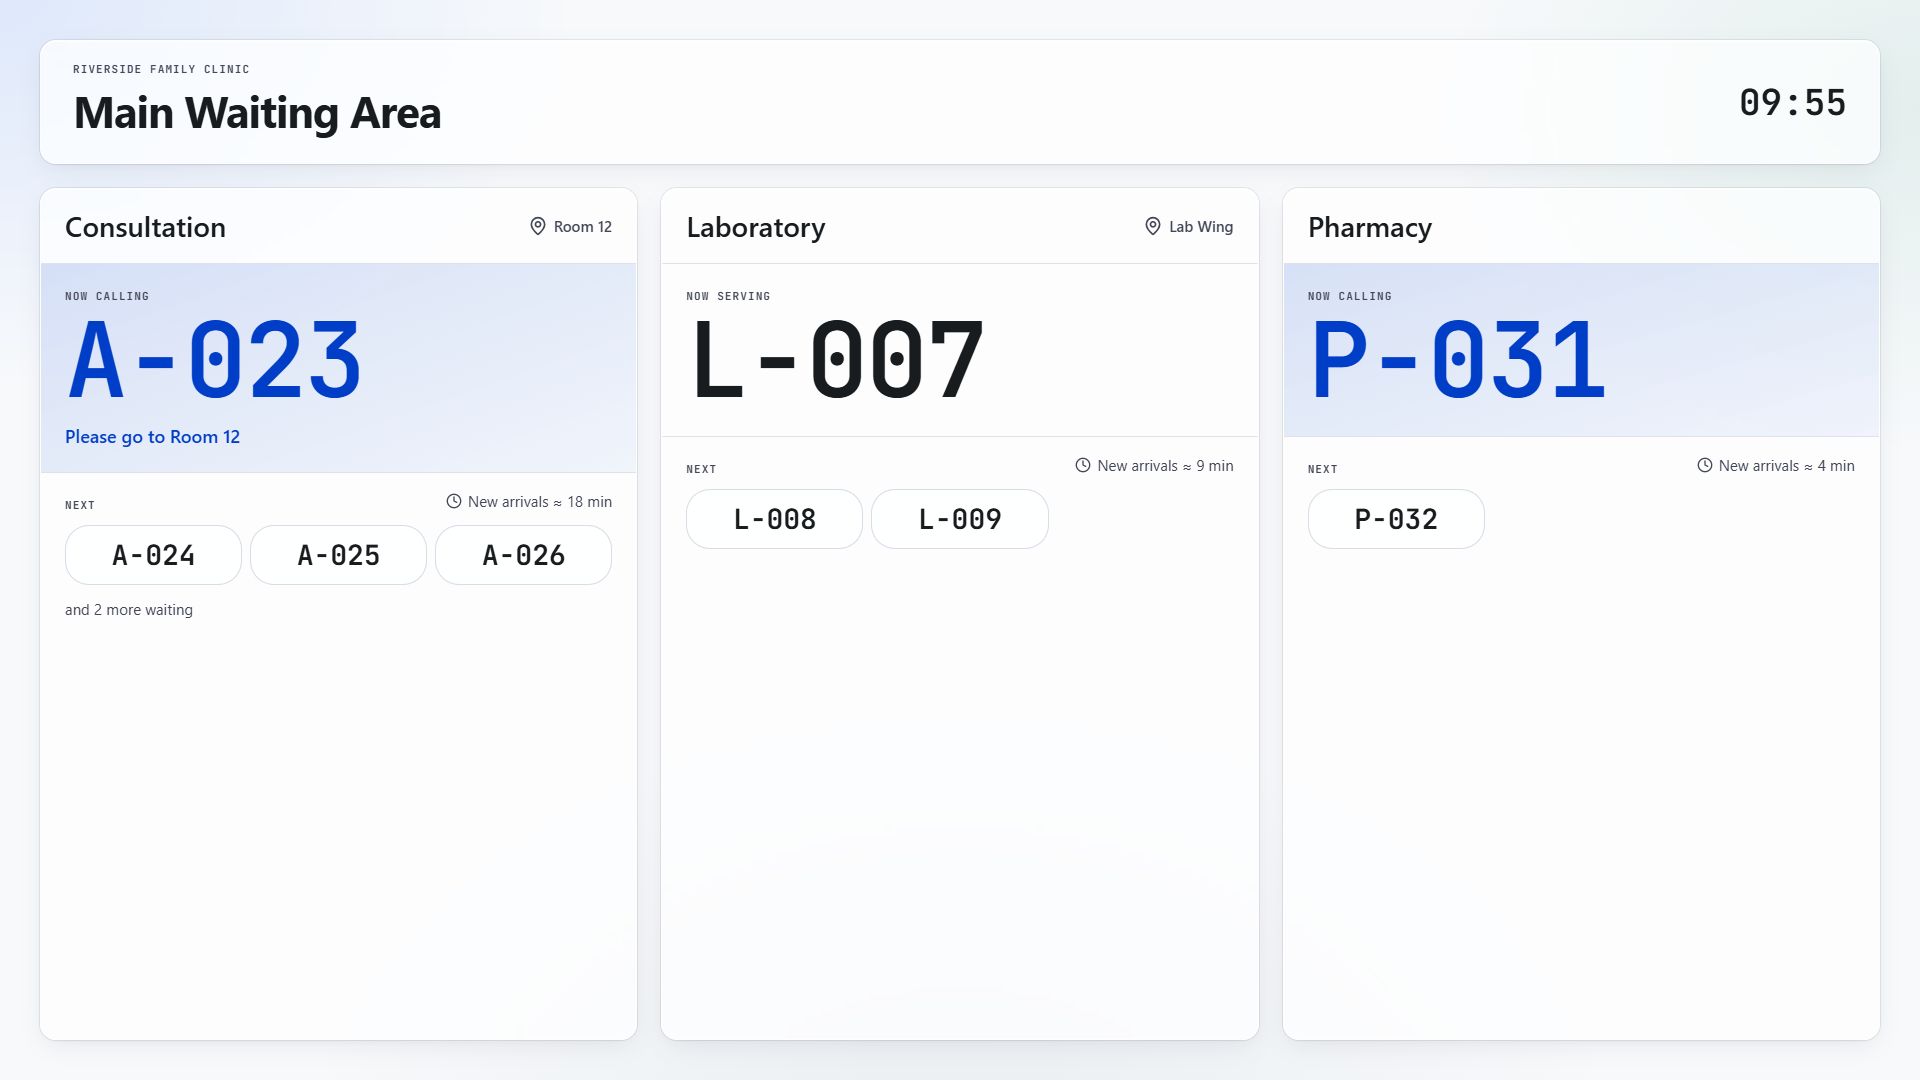 RIVERSIDE FAMILY CLINIC
Main Waiting Area
09:55
Consultation
Room 12
NOW CALLING
A-023
Please go to Room 12
NEXT
New arrivals ≈ 18 min
A-024
A-025
A-026
and 2 more waiting
Laboratory
Lab Wing
NOW SERVING
L-007
NEXT
New arrivals ≈ 9 min
L-008
L-009
Pharmacy
NOW CALLING
P-031
NEXT
New arrivals ≈ 4 min
P-032